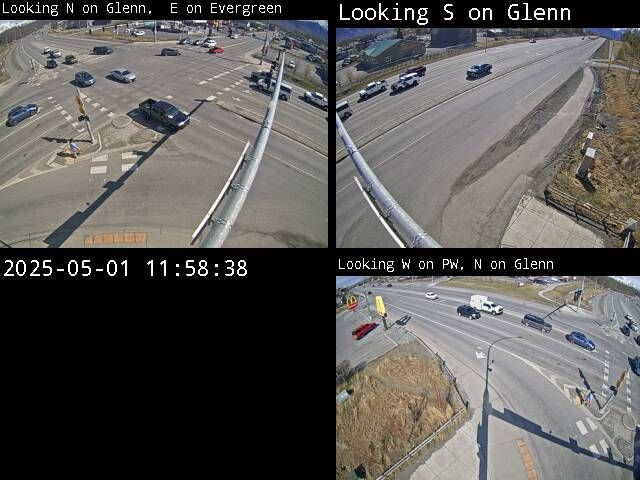 Looking N on Glenn,  E on Evergreen
Looking S on Glenn
2025-05-01 11:58:38
Looking W on PW, N on Glenn